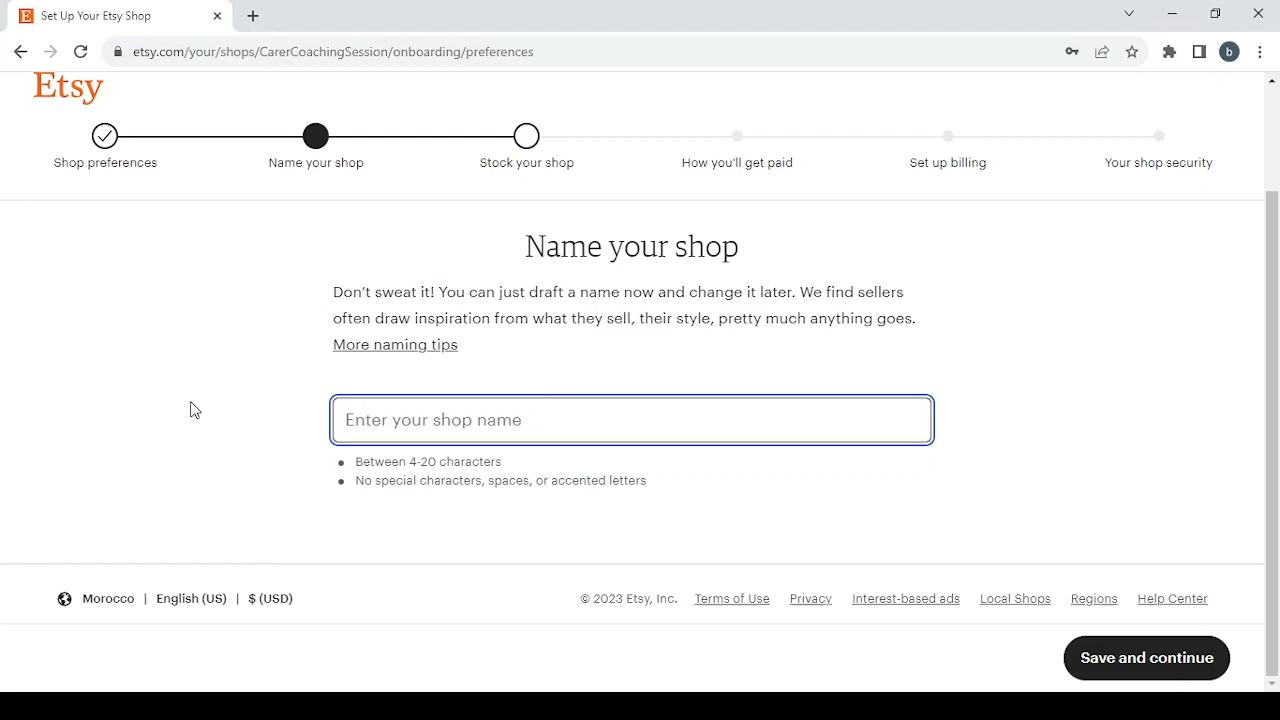 Set Up Your Etsy Shop
etsy.com/your/shops/CarerCoachingSession/onboarding/preferences
b
Etsy
Shop preferences
Name your shop
Stock your shop
How you'll get paid
Set up billing
Your shop security
Name your shop
Don't sweat it! You can just draft a name now and change it later. We find sellers
often draw inspiration from what they sell, their style, pretty much anything goes.
More naming tips
Enter your shop name
Between 4-20 characters
No special characters, spaces, or accented letters
Morocco | English (US) | $ (USD)
© 2023 Etsy, Inc. Terms of Use Privacy Interest-based ads Local Shops Regions Help Center
Save and continue